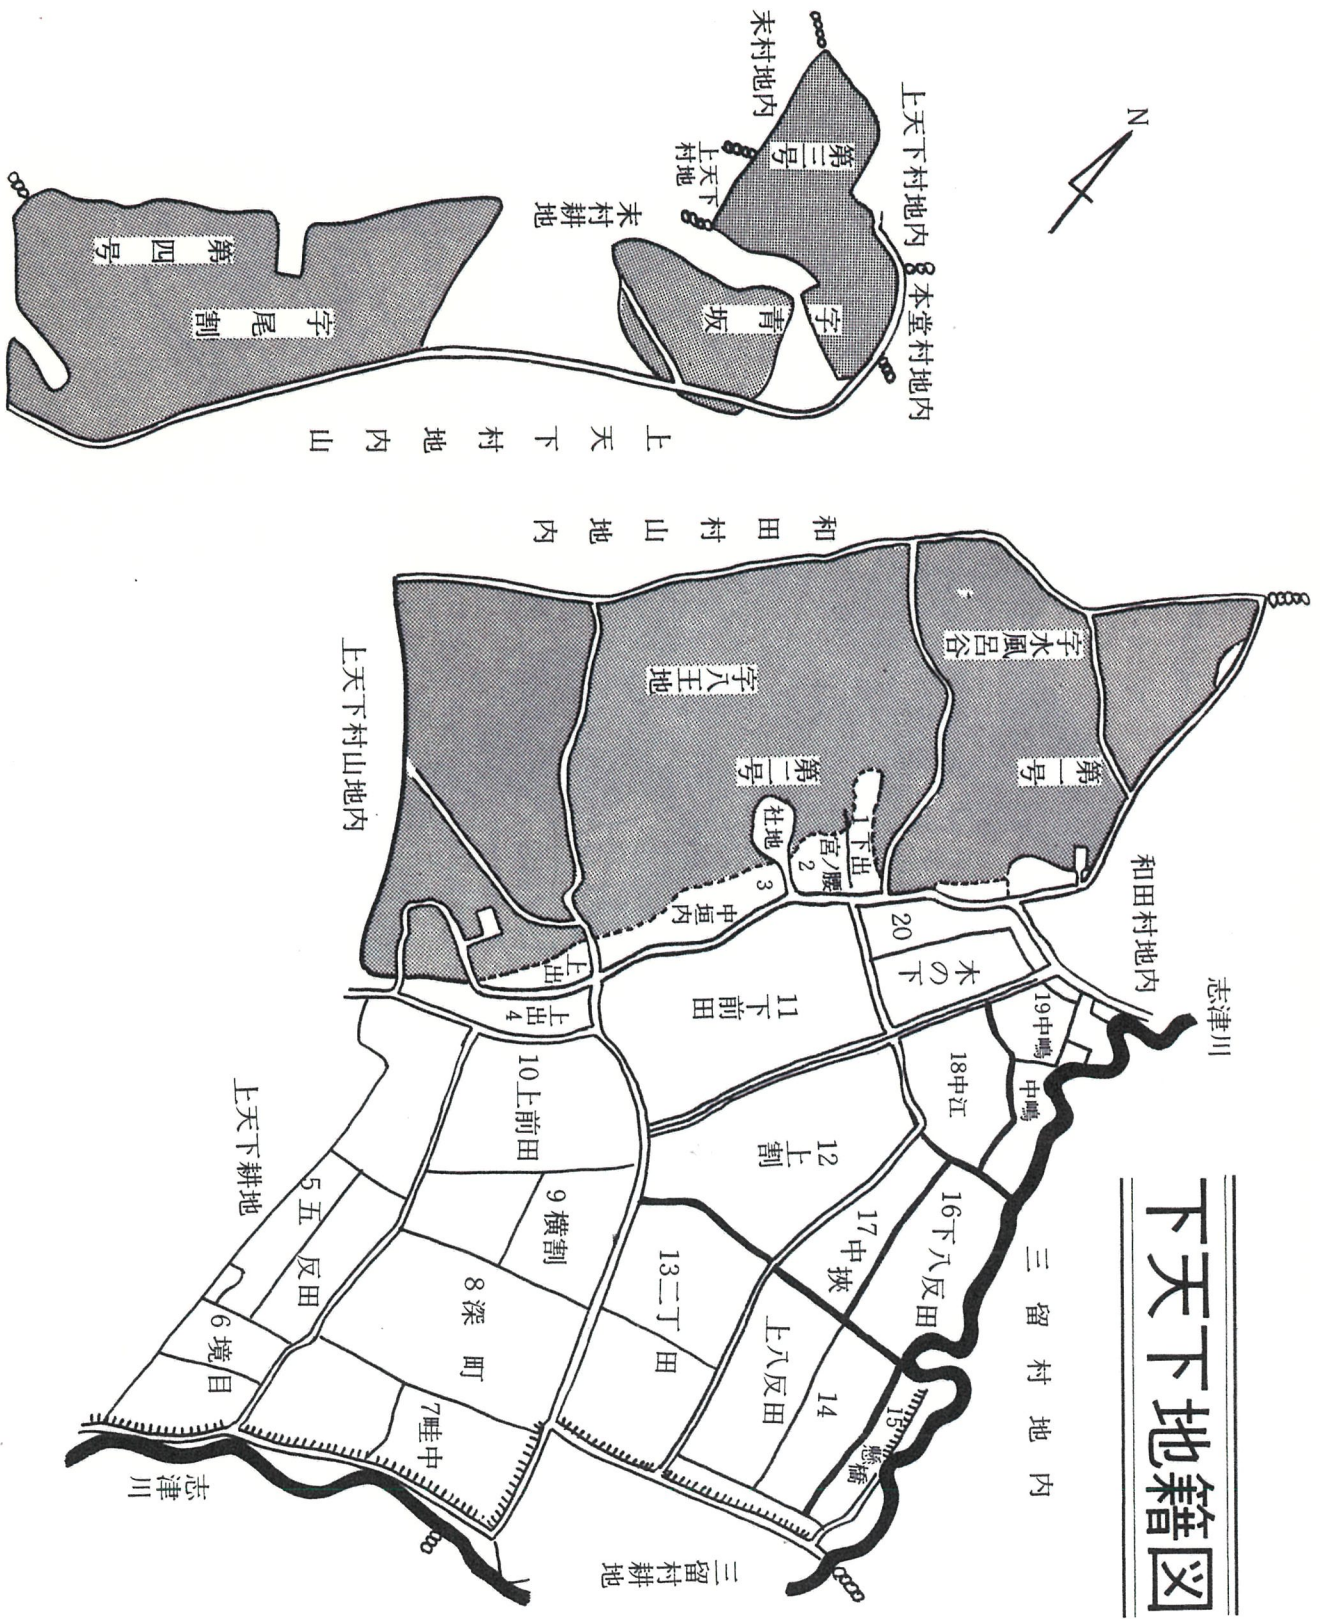 下天下地籍図
N
末村地内
上天下村地内
本堂村地内
第三号
上天下
村地
末村耕地
字青坂
第四号
字尾割
上天下村地内山
和田村山地内
字水風呂谷
第一号
字八王地
第二号
上天下村山地内
和田村地内
志津川
社地
1下出
宮ノ腰
2
3
中垣内
上出
上出
4
20
木の下
11
下前田
19中嶋
中嶋
18中江
10上前田
12
上割
上天下耕地
5五反田
6境目
9横割
8深町
7畦中
13二丁田
17中挾
16下八反田
上八反田
14
15
懸橋
三留村地内
志津川
三留村耕地